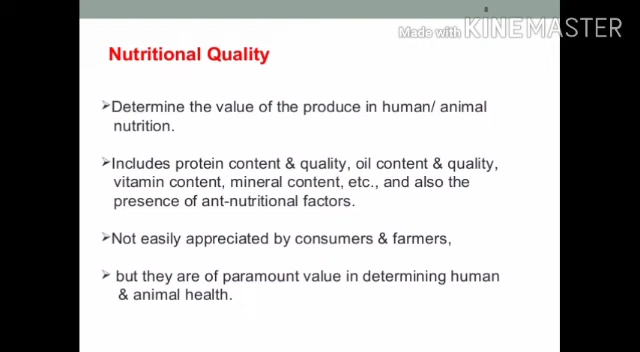 8
Made with KINEMASTER
Nutritional Quality
➢Determine the value of the produce in human/ animal
nutrition.
➢Includes protein content & quality, oil content & quality,
vitamin content, mineral content, etc., and also the
presence of ant-nutritional factors.
➢Not easily appreciated by consumers & farmers,
➢ but they are of paramount value in determining human
& animal health.